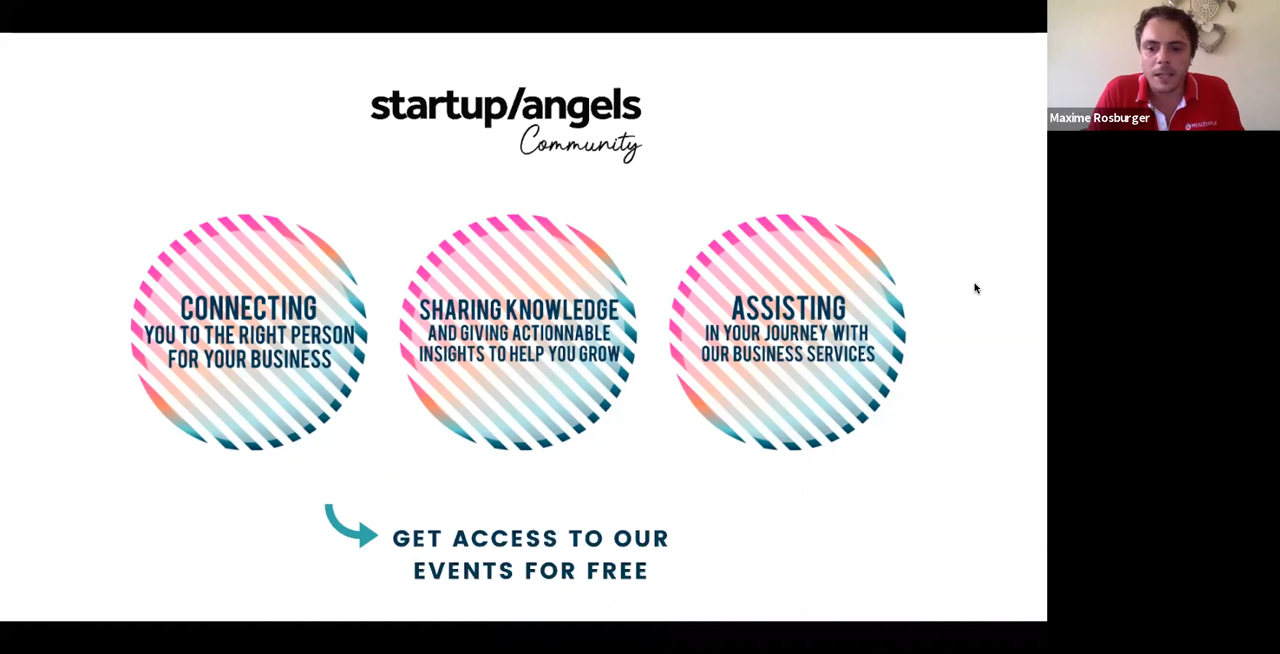 startup/angels
Community
CONNECTING
YOU TO THE RIGHT PERSON
FOR YOUR BUSINESS
SHARING KNOWLEDGE
AND GIVING ACTIONNABLE
INSIGHTS TO HELP YOU GROW
ASSISTING
IN YOUR JOURNEY WITH
OUR BUSINESS SERVICES
GET ACCESS TO OUR
EVENTS FOR FREE
Maxime Rosburger